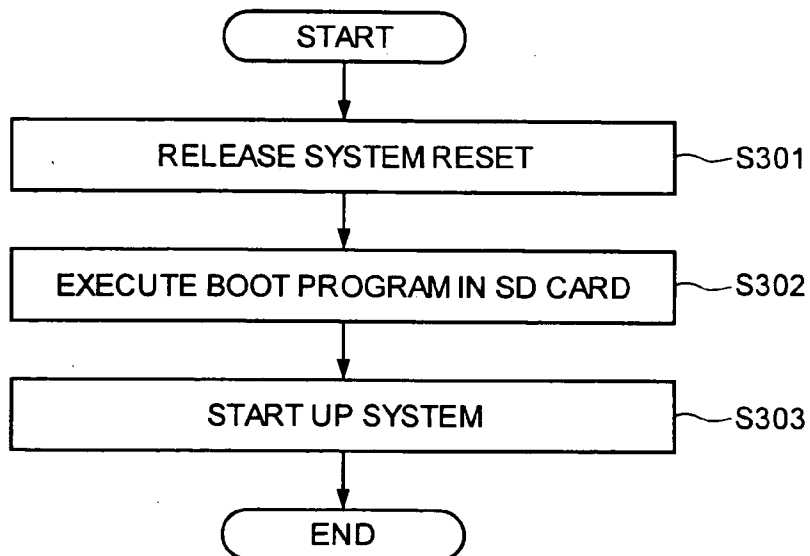 START
RELEASE SYSTEM RESET
S301
EXECUTE BOOT PROGRAM IN SD CARD
S302
START UP SYSTEM
S303
END